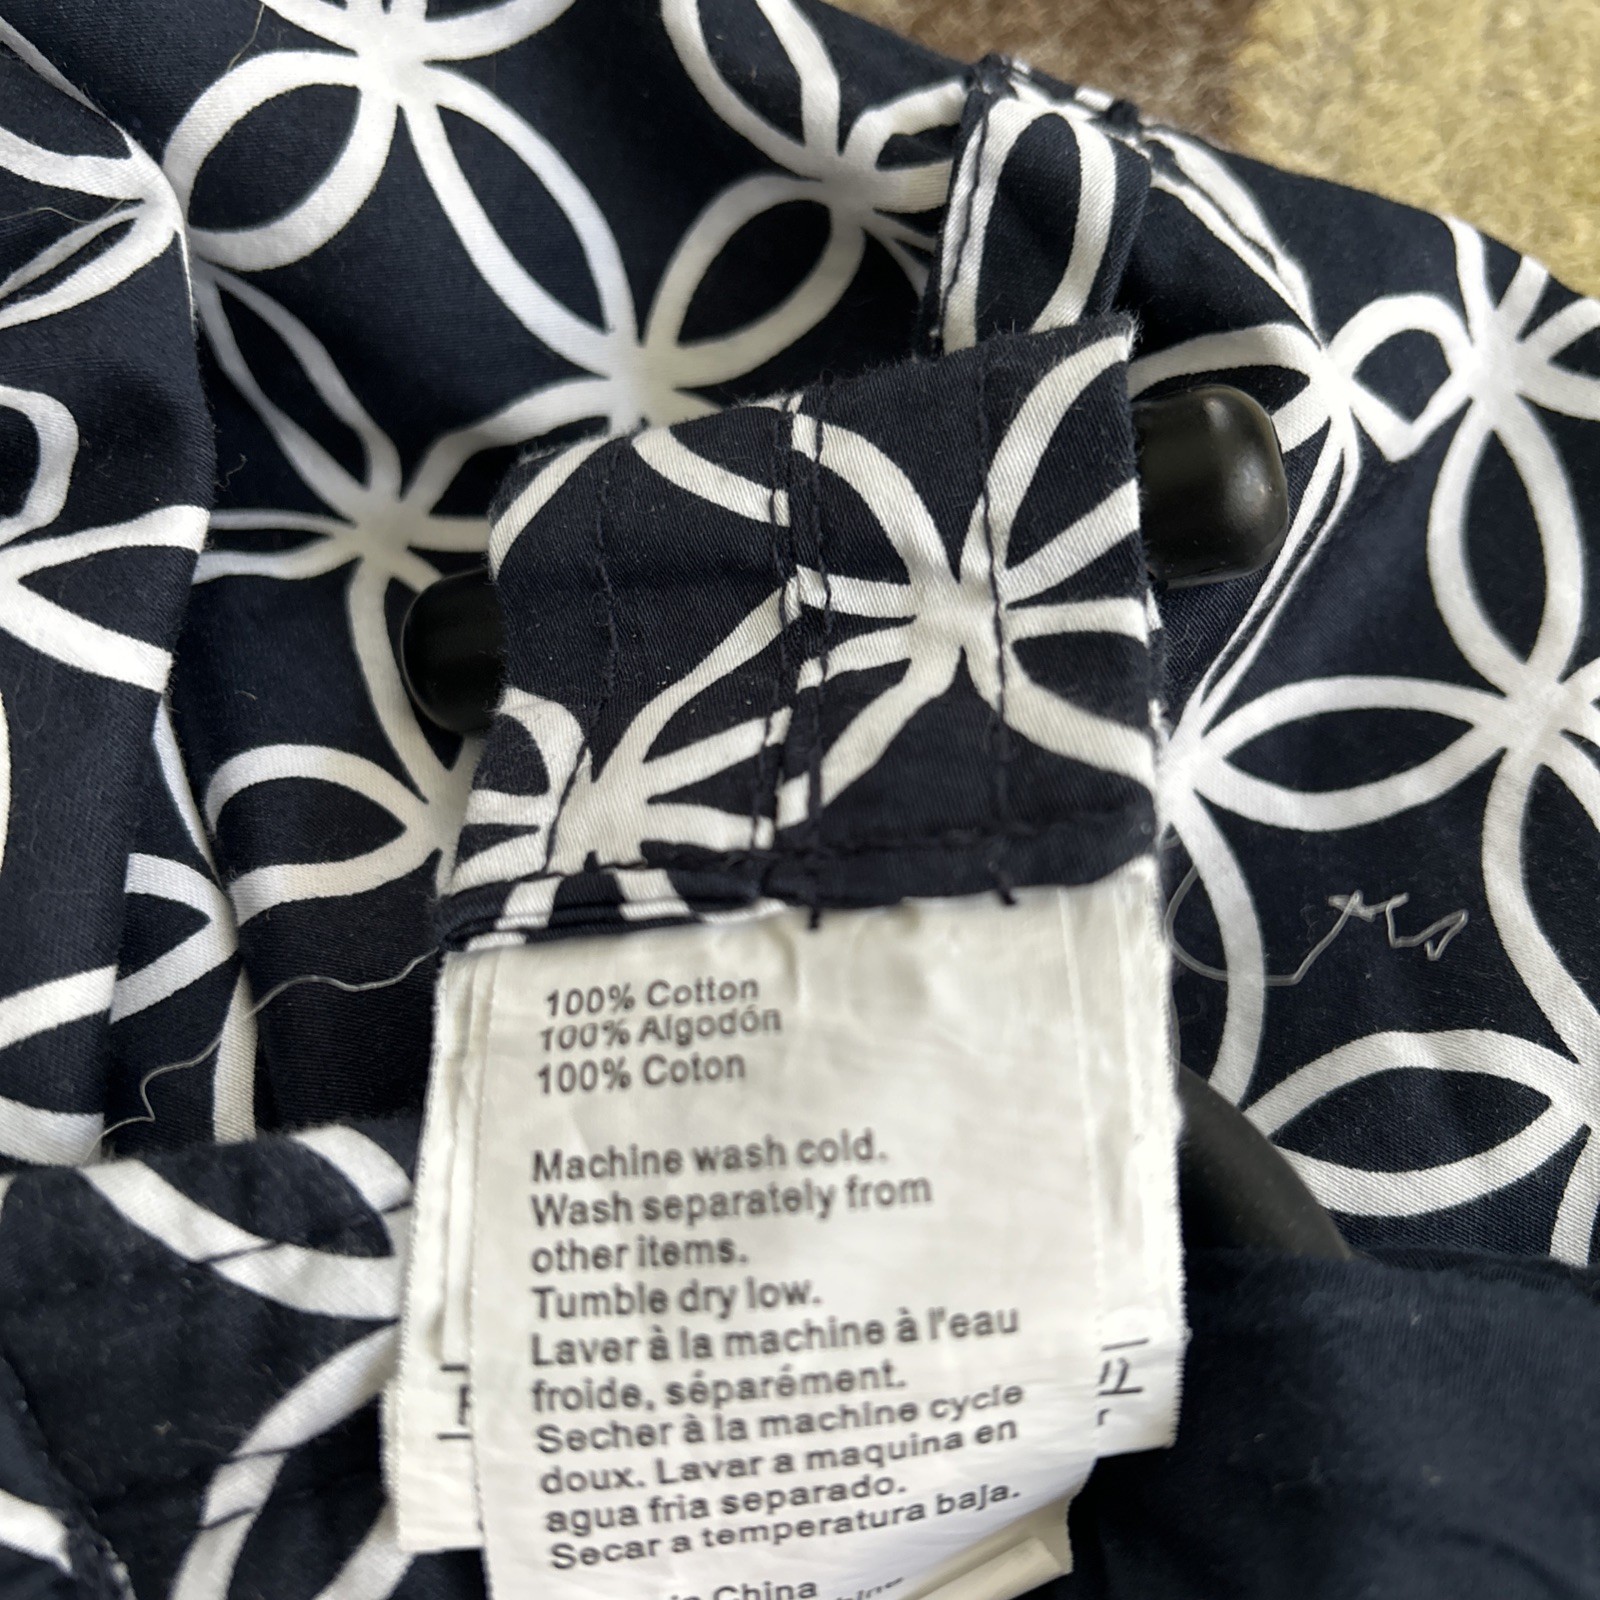 100% Cotton
100% Algodón
100% Coton
Machine wash cold.
Wash separately from
other items.
Tumble dry low.
Laver à la machine à l'eau
froide, séparément.
Secher à la machine cycle
doux. Lavar a maquina en
agua fria separado.
Secar a temperatura baja.
China